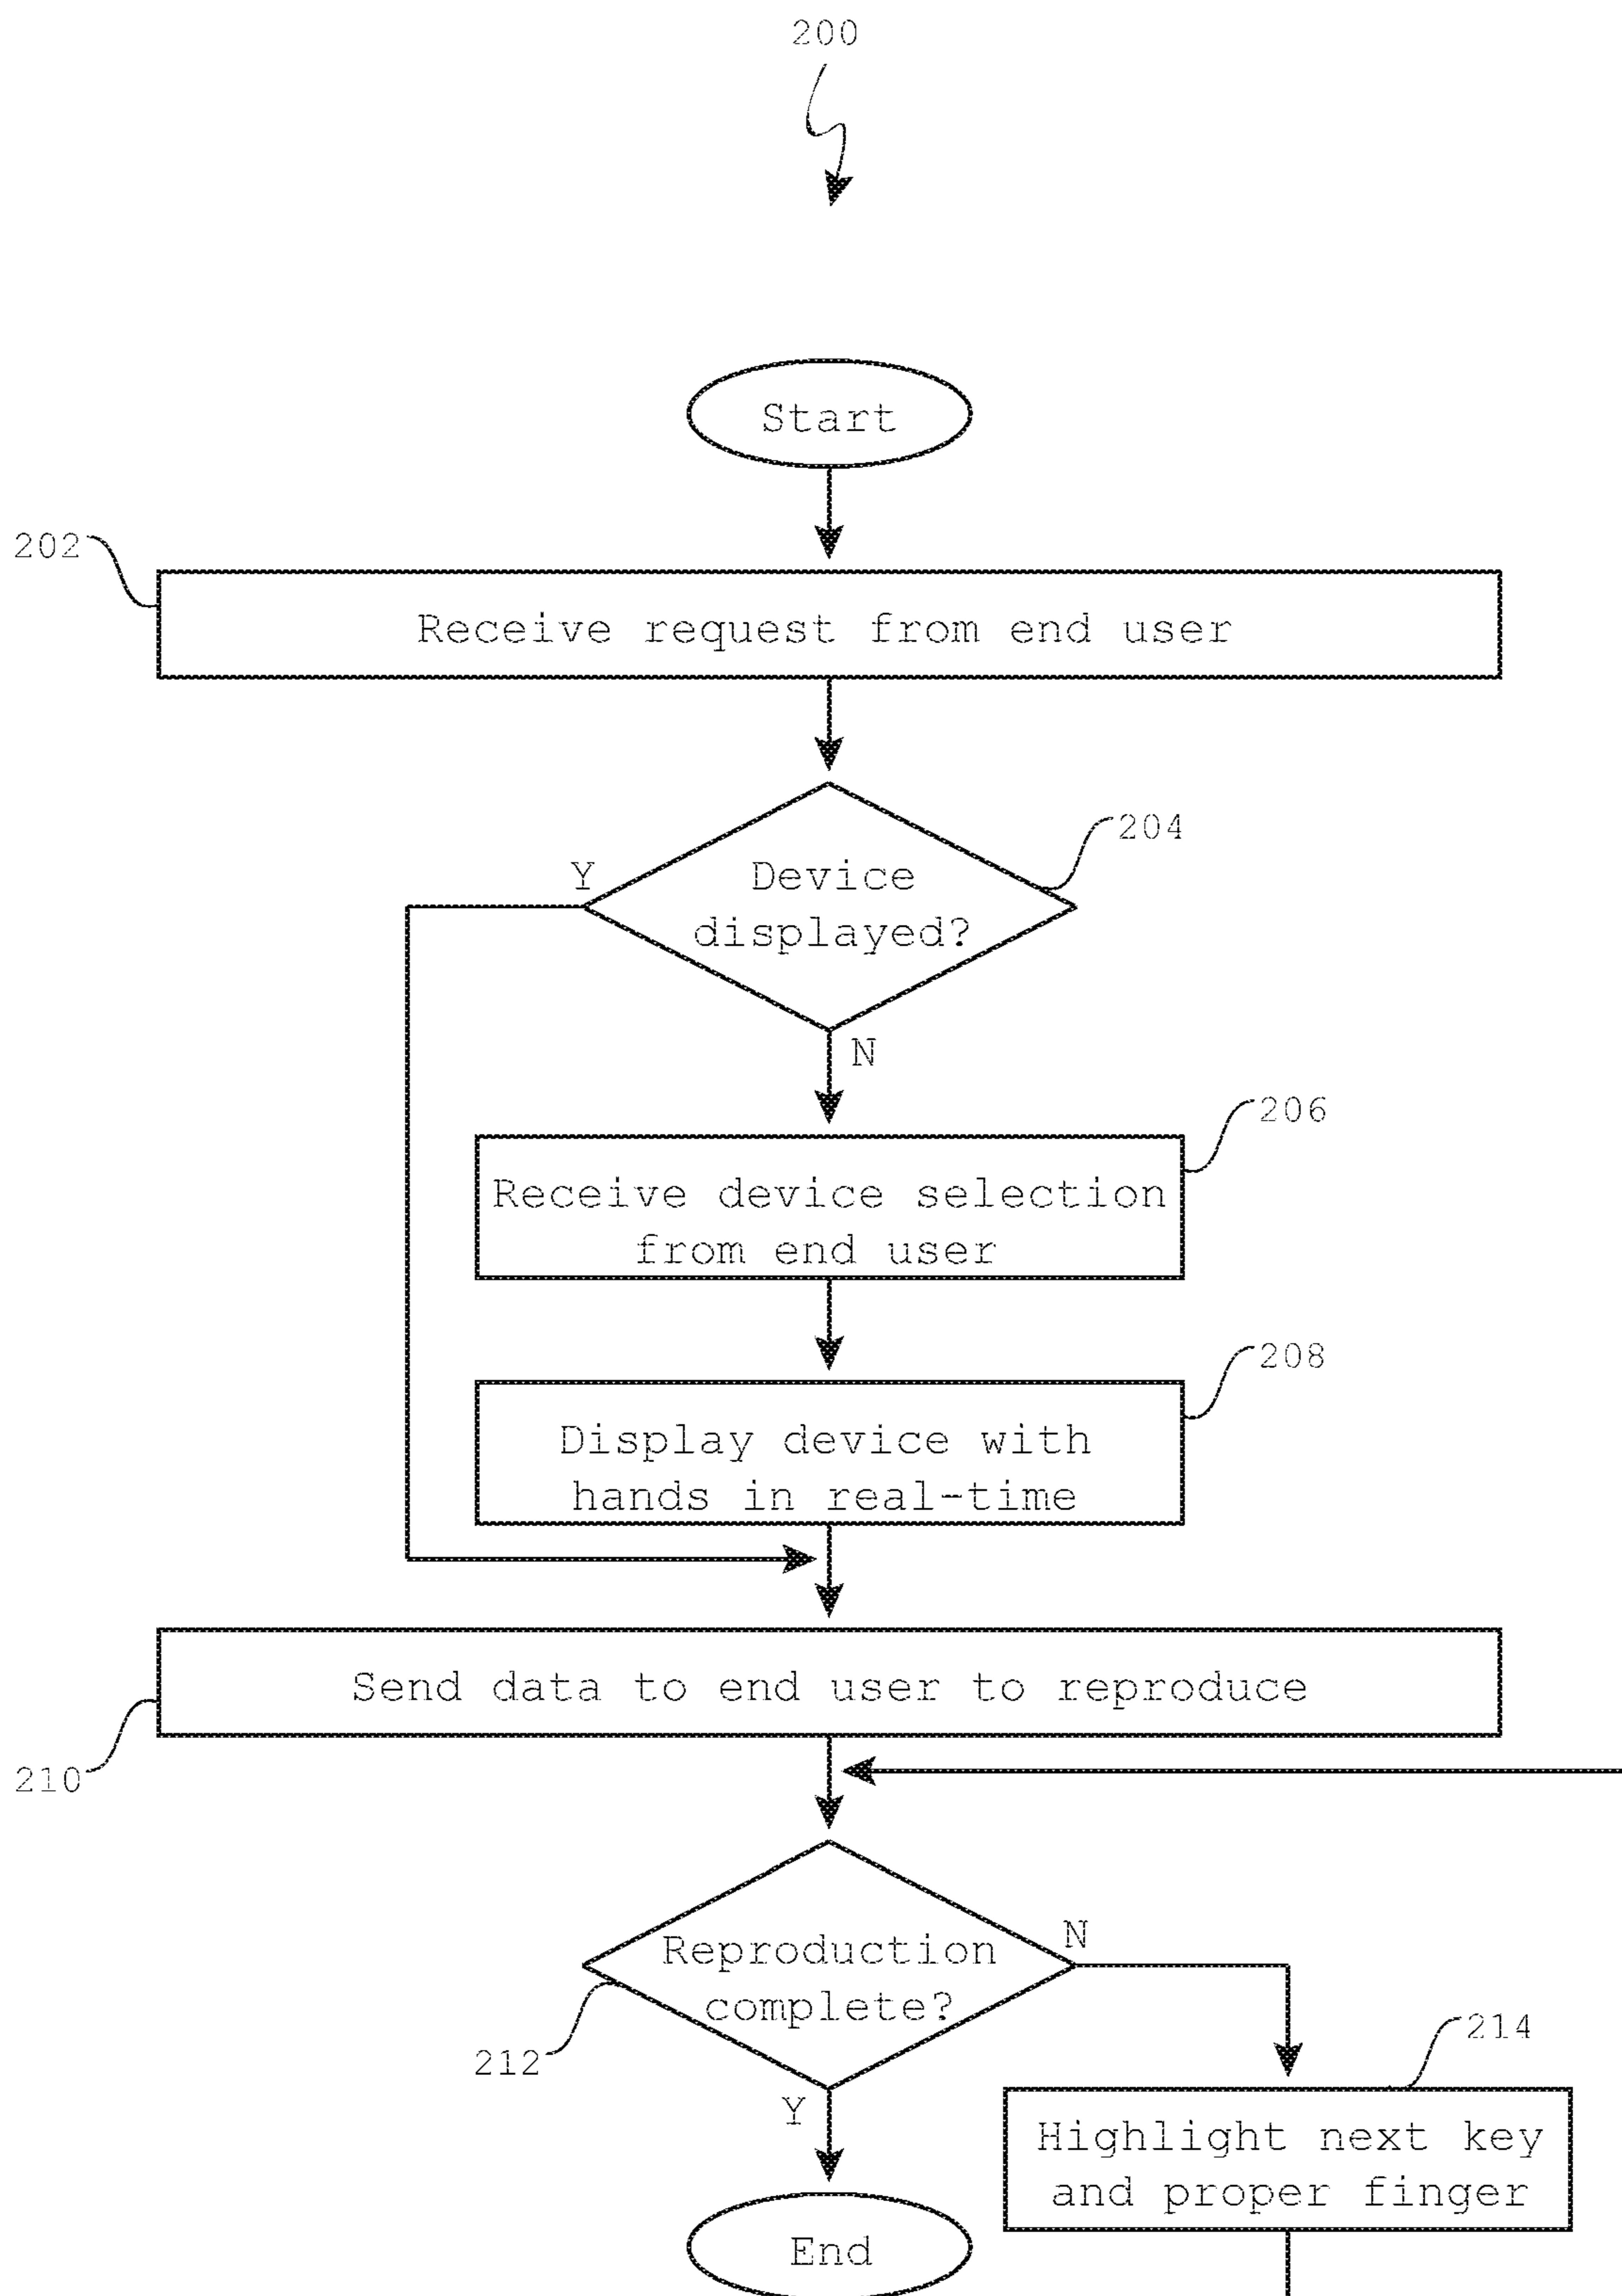 200
Start
202
Receive request from end user
204
Y
Device
displayed?
N
206
Receive device selection
from end user
208
Display device with
hands in real-time
Send data to end user to reproduce
210
N
Reproduction
complete?
212
214
Y
Highlight next key
and proper finger
End